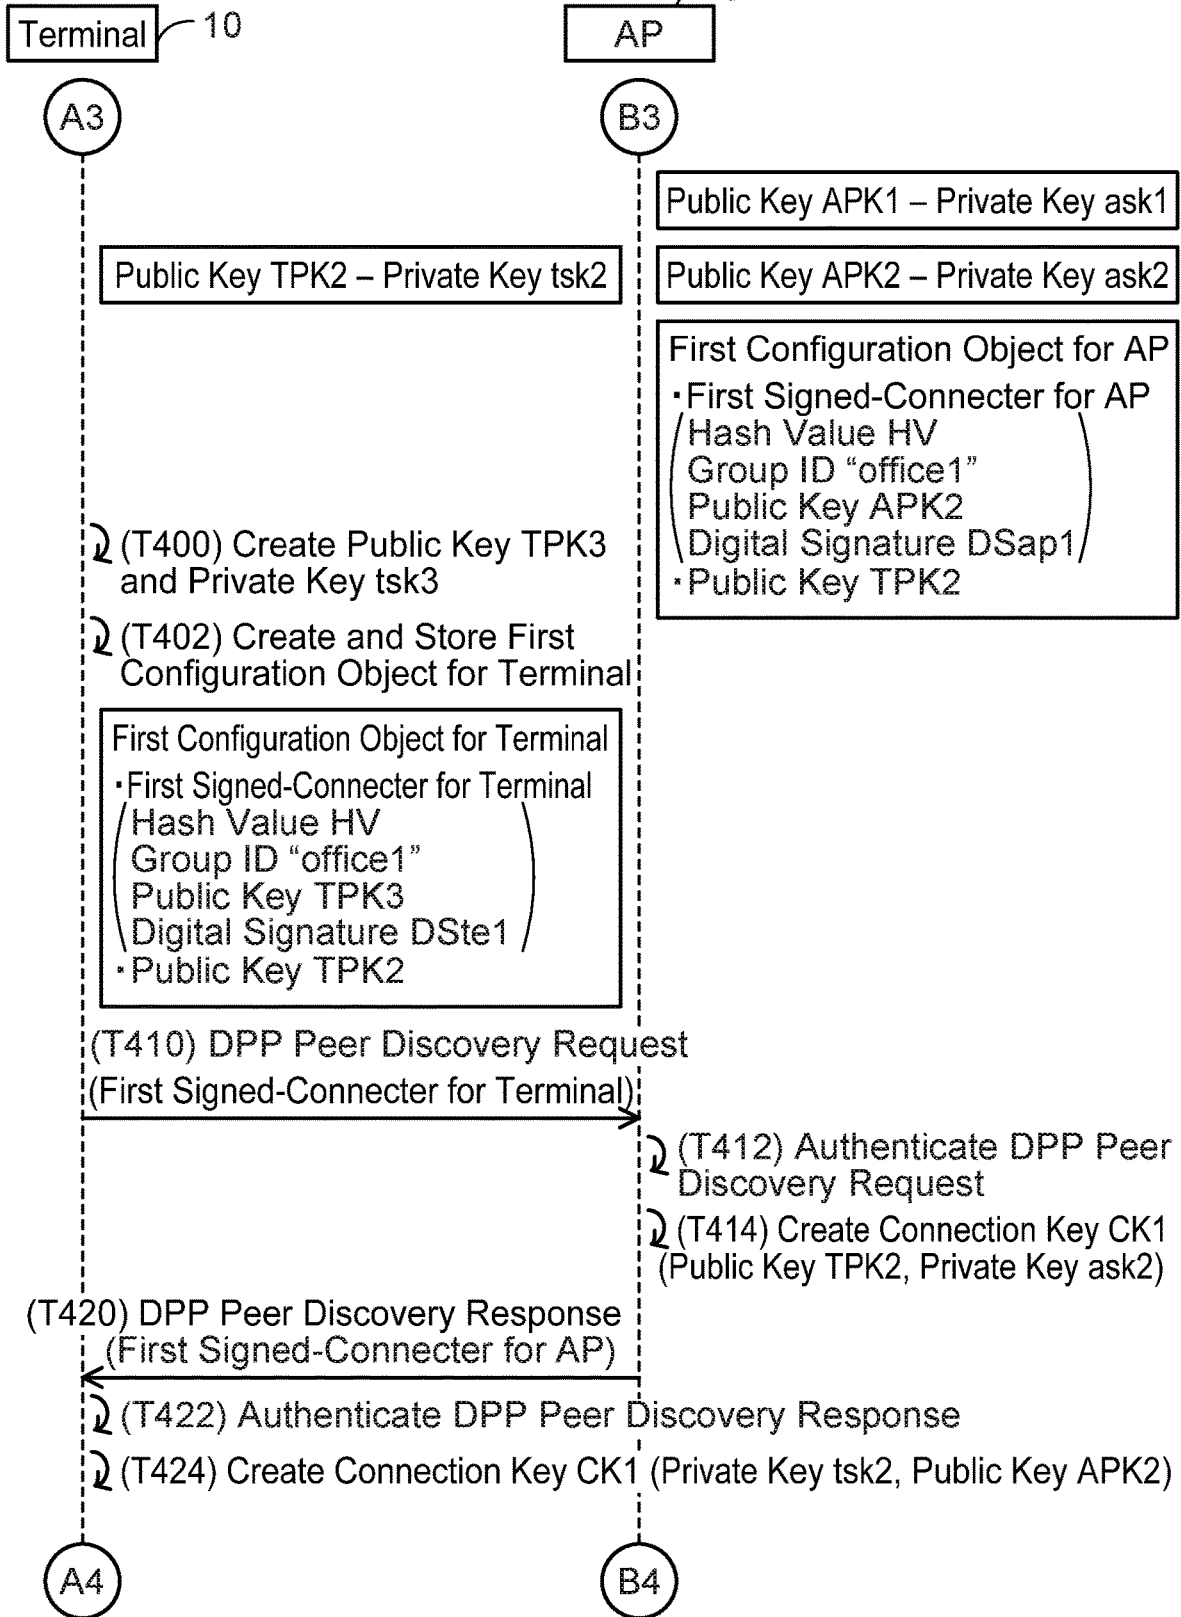 Terminal
10
AP
A3
B3
Public Key APK1 – Private Key ask1
Public Key TPK2 – Private Key tsk2
Public Key APK2 – Private Key ask2
First Configuration Object for AP
・First Signed-Connecter for AP
Hash Value HV
Group ID “office1”
Public Key APK2
Digital Signature DSap1
・Public Key TPK2
(T400) Create Public Key TPK3
and Private Key tsk3
(T402) Create and Store First
Configuration Object for Terminal
First Configuration Object for Terminal
・First Signed-Connecter for Terminal
Hash Value HV
Group ID “office1”
Public Key TPK3
Digital Signature DSte1
・Public Key TPK2
(T410) DPP Peer Discovery Request
(First Signed-Connecter for Terminal)
(T412) Authenticate DPP Peer
Discovery Request
(T414) Create Connection Key CK1
(Public Key TPK2, Private Key ask2)
(T420) DPP Peer Discovery Response
(First Signed-Connecter for AP)
(T422) Authenticate DPP Peer Discovery Response
(T424) Create Connection Key CK1 (Private Key tsk2, Public Key APK2)
A4
B4